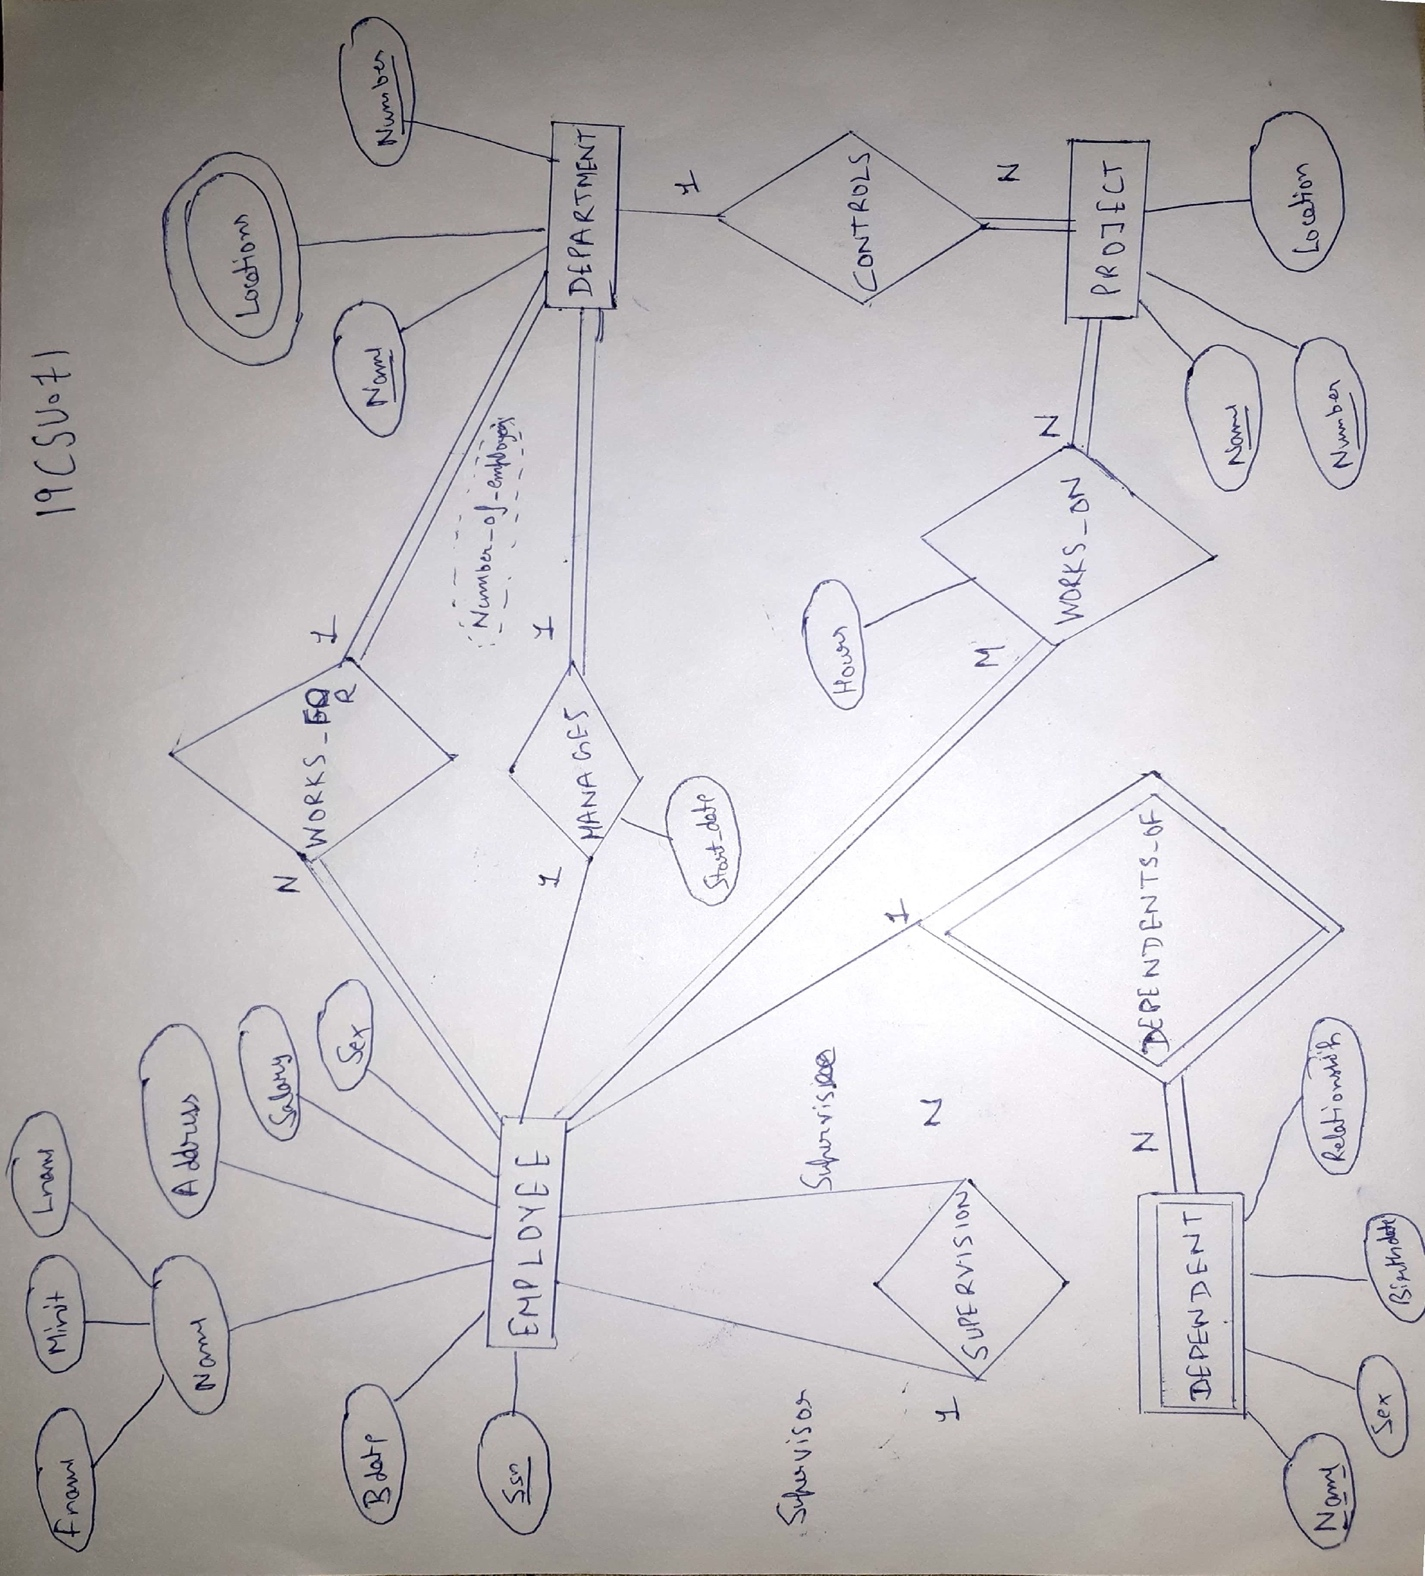 19CSU071
Fname
Minit
Lname
Name
Address
Salary
Sex
Bdate
Ssn
EMPLOYEE
N
WORKS_FOR
1
Name
Locations
Number
DEPARTMENT
Number_of_employees
1
MANAGES
1
Start_date
1
CONTROLS
N
Hours
M
WORKS_ON
N
PROJECT
Name
Number
Location
Supervisor
Supervisee
1
SUPERVISION
N
1
DEPENDENTS_OF
N
DEPENDENT
Name
Sex
Birthdate
Relationship